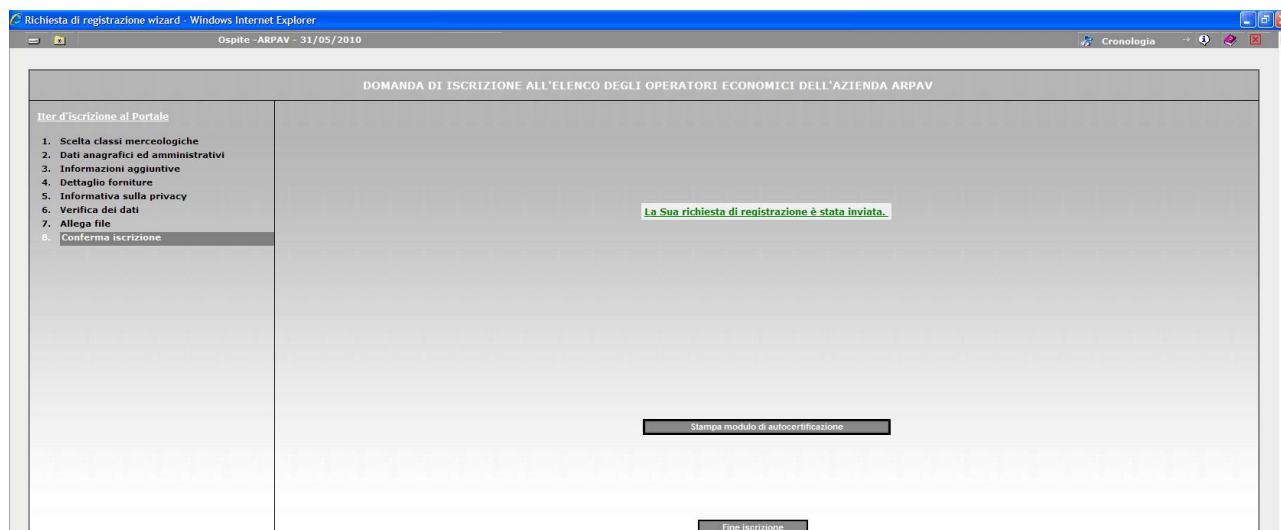 Richiesta di registrazione wizard - Windows Internet Explorer
Ospite -ARPAV - 31/05/2010
Cronologia
DOMANDA DI ISCRIZIONE ALL'ELENCO DEGLI OPERATORI ECONOMICI DELL'AZIENDA ARPAV
Iter d'iscrizione al Portale
1. Scelta classi merceologiche
2. Dati anagrafici ed amministrativi
3. Informazioni aggiuntive
4. Dettaglio forniture
5. Informativa sulla privacy
6. Verifica dei dati
7. Allega file
8. Conferma iscrizione
La Sua richiesta di registrazione è stata inviata.
Stampa modulo di autocertificazione
Fine iscrizione